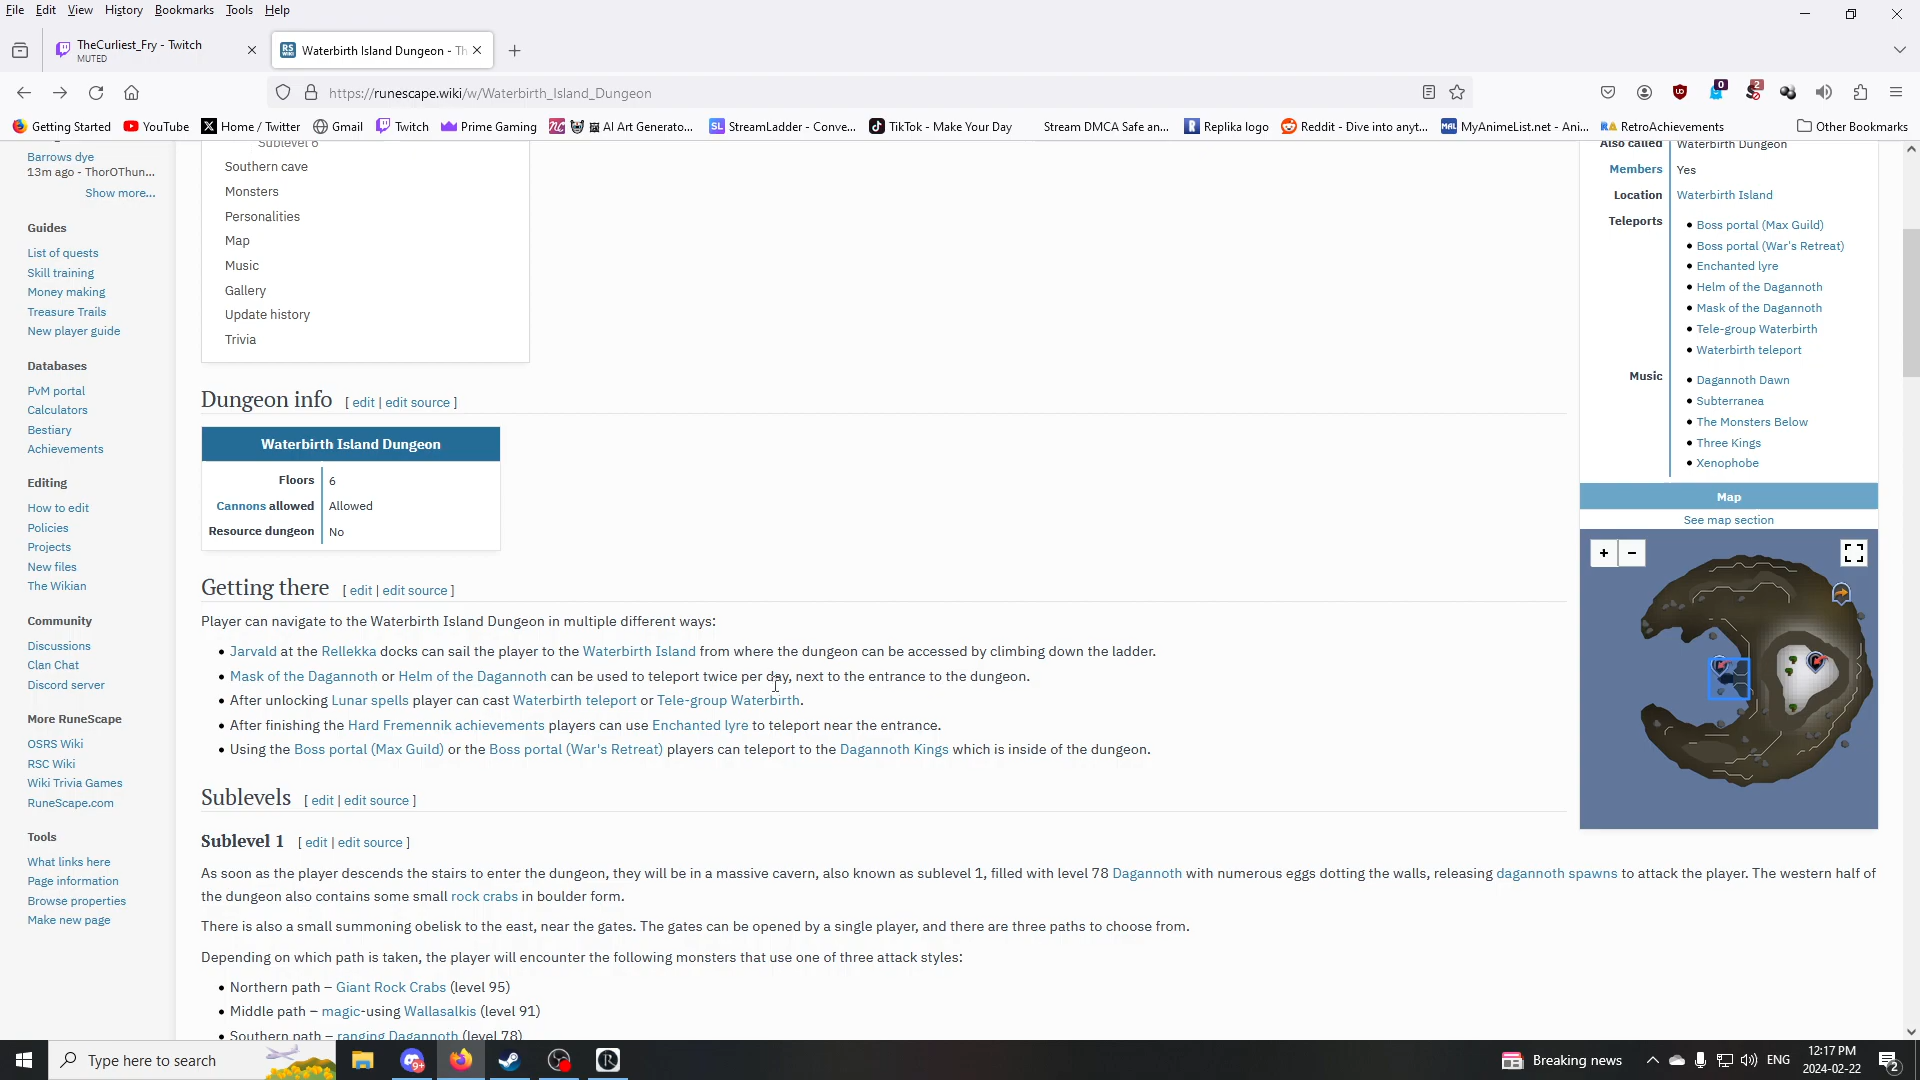 File Edit View History Bookmarks Tools Help
TheCurliest_Fry - Twitch
MUTED
Waterbirth Island Dungeon - Th
https://runescape.wiki/w/Waterbirth_Island_Dungeon
0
2
Getting Started YouTube Home / Twitter Gmail Twitch Prime Gaming AI Art Generato... StreamLadder - Conve... TikTok - Make Your Day Stream DMCA Safe an... Replika logo Reddit - Dive into anyt... MyAnimeList.net - Ani... RetroAchievements Other Bookmarks
Barrows dye
13m ago - ThorOThun...
Show more...
Guides
List of quests
Skill training
Money making
Treasure Trails
New player guide
Databases
PvM portal
Calculators
Bestiary
Achievements
Editing
How to edit
Policies
Projects
New files
The Wikian
Community
Discussions
Clan Chat
Discord server
More RuneScape
OSRS Wiki
RSC Wiki
Wiki Trivia Games
RuneScape.com
Tools
What links here
Page information
Browse properties
Make new page
Sublevel 6
Southern cave
Monsters
Personalities
Map
Music
Gallery
Update history
Trivia
Dungeon info [ edit | edit source ]
Waterbirth Island Dungeon
Floors 6
Cannons allowed Allowed
Resource dungeon No
Getting there [ edit | edit source ]
Player can navigate to the Waterbirth Island Dungeon in multiple different ways:
• Jarvald at the Rellekka docks can sail the player to the Waterbirth Island from where the dungeon can be accessed by climbing down the ladder.
• Mask of the Dagannoth or Helm of the Dagannoth can be used to teleport twice per day, next to the entrance to the dungeon.
• After unlocking Lunar spells player can cast Waterbirth teleport or Tele-group Waterbirth.
• After finishing the Hard Fremennik achievements players can use Enchanted lyre to teleport near the entrance.
• Using the Boss portal (Max Guild) or the Boss portal (War's Retreat) players can teleport to the Dagannoth Kings which is inside of the dungeon.
Sublevels [ edit | edit source ]
Sublevel 1 [ edit | edit source ]
As soon as the player descends the stairs to enter the dungeon, they will be in a massive cavern, also known as sublevel 1, filled with level 78 Dagannoth with numerous eggs dotting the walls, releasing dagannoth spawns to attack the player. The western half of
the dungeon also contains some small rock crabs in boulder form.
There is also a small summoning obelisk to the east, near the gates. The gates can be opened by a single player, and there are three paths to choose from.
Depending on which path is taken, the player will encounter the following monsters that use one of three attack styles:
• Northern path – Giant Rock Crabs (level 95)
• Middle path – magic-using Wallasalkis (level 91)
• Southern path – ranging Dagannoth (level 78)
Also called Waterbirth Dungeon
Members Yes
Location Waterbirth Island
Teleports
• Boss portal (Max Guild)
• Boss portal (War's Retreat)
• Enchanted lyre
• Helm of the Dagannoth
• Mask of the Dagannoth
• Tele-group Waterbirth
• Waterbirth teleport
Music
• Dagannoth Dawn
• Subterranea
• The Monsters Below
• Three Kings
• Xenophobe
Map
See map section
+ −
Type here to search
9+
Breaking news
ENG
12:17 PM
2024-02-22
2